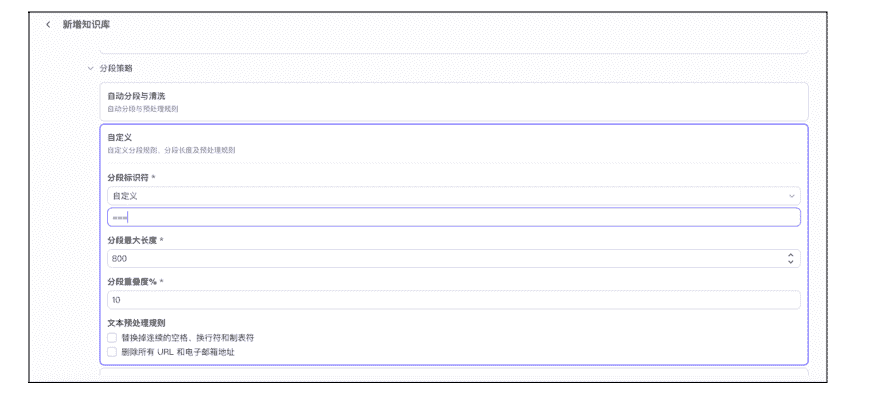 新增知识库
分段策略
自动分段与清洗
自动分段与预处理规则
自定义
自定义分段规则、分段长度及预处理规则
分段标识符 *
自定义
===
分段最大长度 *
800
分段重叠度% *
10
文本预处理规则
替换掉连续的空格、换行符和制表符
删除所有 URL 和电子邮箱地址